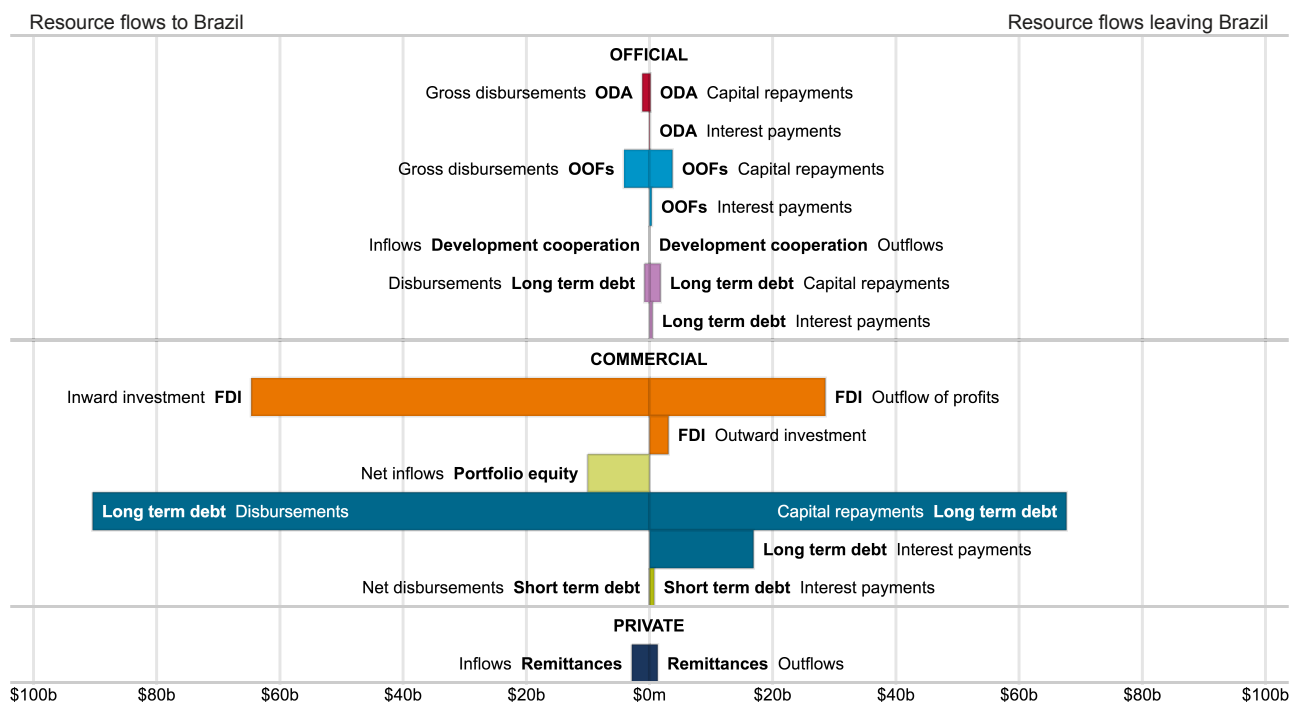 Resource flows to Brazil Resource flows leaving Brazil
OFFICIAL
Gross disbursements ODA ODA Capital repayments
ODA Interest payments
Gross disbursements OOFs OOFs Capital repayments
OOFs Interest payments
Inflows Development cooperation Development cooperation Outflows
Disbursements Long term debt Long term debt Capital repayments
Long term debt Interest payments
COMMERCIAL
Inward investment FDI FDI Outflow of profits
FDI Outward investment
Net inflows Portfolio equity
Long term debt Disbursements Capital repayments Long term debt
Long term debt Interest payments
Net disbursements Short term debt Short term debt Interest payments
PRIVATE
Inflows Remittances Remittances Outflows
$100b $80b $60b $40b $20b $0m $20b $40b $60b $80b $100b